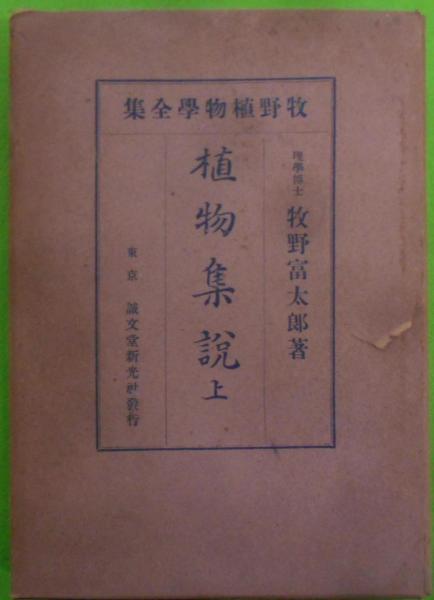 牧野植物學全集
理學博士 牧野富太郎著
植物集說 上
東京 誠文堂新光社發行